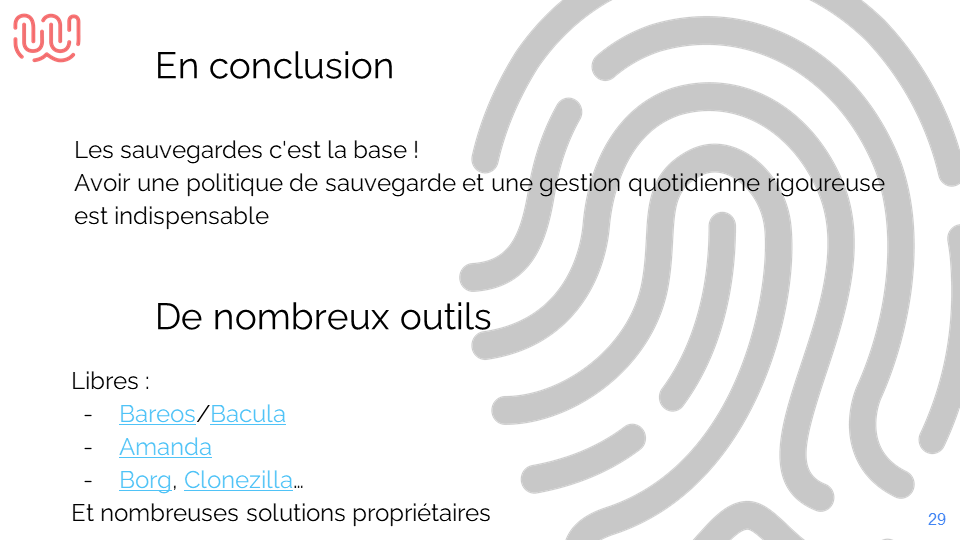 En conclusion
Les sauvegardes c'est la base !
Avoir une politique de sauvegarde et une gestion quotidienne rigoureuse
est indispensable
De nombreux outils
Libres :
- Bareos/Bacula
- Amanda
- Borg, Clonezilla…
Et nombreuses solutions propriétaires
29